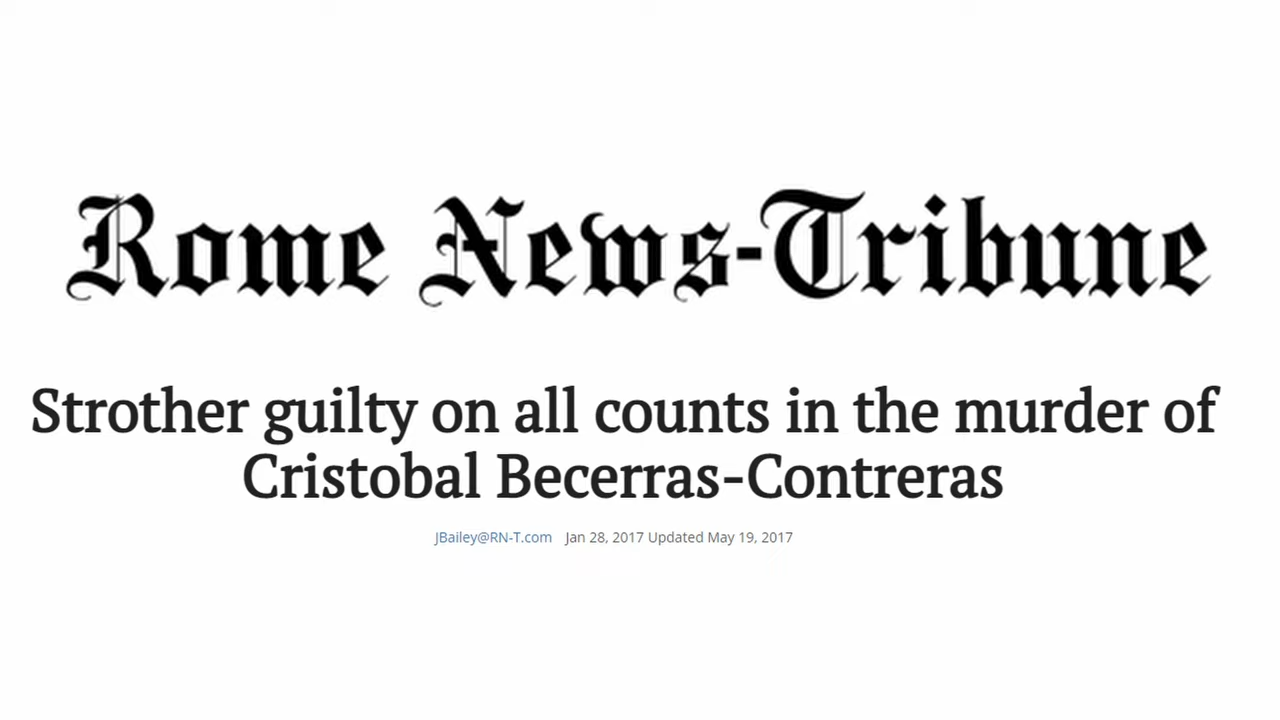 Rome News-Tribune
Strother guilty on all counts in the murder of
Cristobal Becerras-Contreras
JBailey@RN-T.com Jan 28, 2017 Updated May 19, 2017